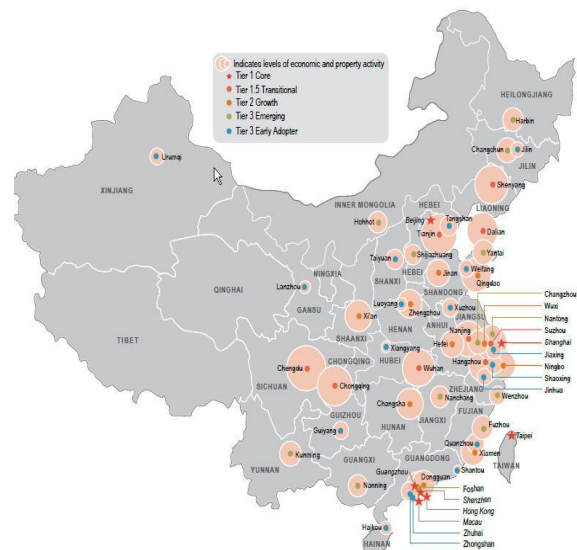 Indicates levels of economic and property activity
Tier 1 Core
Tier 1.5 Transitional
Tier 2 Growth
Tier 3 Emerging
Tier 3 Early Adopter
HEILONGJIANG
Harbin
Changchun
Jilin
JILIN
Urumqi
Shenyang
XINJIANG
LIAONING
INNER MONGOLIA
HEBEI
Beijing
Tangshan
Hohhot
Tianjin
Dalian
Shijiazhuang
Yantai
Taiyuan
Weifang
NINGXIA
HEBEI
Jinan
SHANXI
Qingdao
QINGHAI
Lanzhou
SHANDONG
Changzhou
GANSU
Luoyang
Xuzhou
Wuxi
Zhengzhou
JIANGSU
Xi'an
Nantong
ANHUI
SHAANXI
HENAN
Nanjing
Suzhou
TIBET
Shanghai
Xiangyang
Hefei
Jiaxing
CHONGQING
HUBEI
Hangzhou
Ningbo
Chengdu
Wuhan
Shaoxing
SICHUAN
Chongqing
ZHEJIANG
Jinhua
Nanchang
Wenzhou
Changsha
JIANGXI
GUIZHOU
FUJIAN
HUNAN
Fuzhou
Guiyang
Taipei
Quanzhou
YUNNAN
Kunming
GUANGXI
GUANGDONG
Xiamen
Guangzhou
Shantou
TAIWAN
Dongguan
Nanning
Foshan
Shenzhen
Hong Kong
Macau
Haikou
Zhuhai
HAINAN
Zhongshan